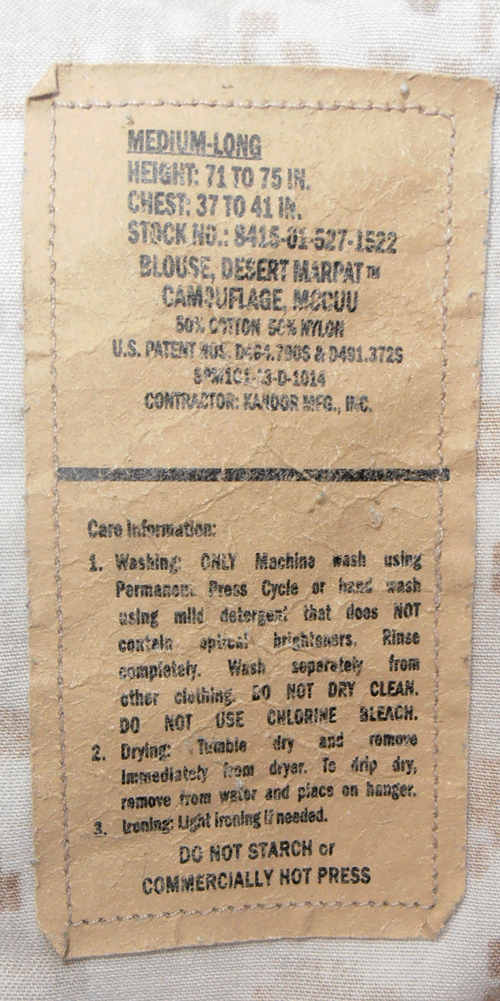 MEDIUM-LONG
HEIGHT: 71 TO 75 IN.
CHEST: 37 TO 41 IN.
STOCK NO.: 8415-01-527-1522
BLOUSE, DESERT MARPAT™
CAMOUFLAGE, MCCUU
50% COTTON 50% NYLON
U.S. PATENT NOS. & D491.372S
CONTRACTOR: MFG., INC.
Care Information:
1. Washing: ONLY Machine wash using
Permanent Press Cycle or hand wash
using mild detergent that does NOT
contain optical brighteners. Rinse
completely. Wash separately from
other clothing. DO NOT DRY CLEAN.
DO NOT USE CHLORINE BLEACH.
2. Drying: Tumble dry and remove
immediately from dryer. To drip dry,
remove from water and place on hanger.
3. Ironing: Light ironing if needed.
DO NOT STARCH or
COMMERCIALLY HOT PRESS